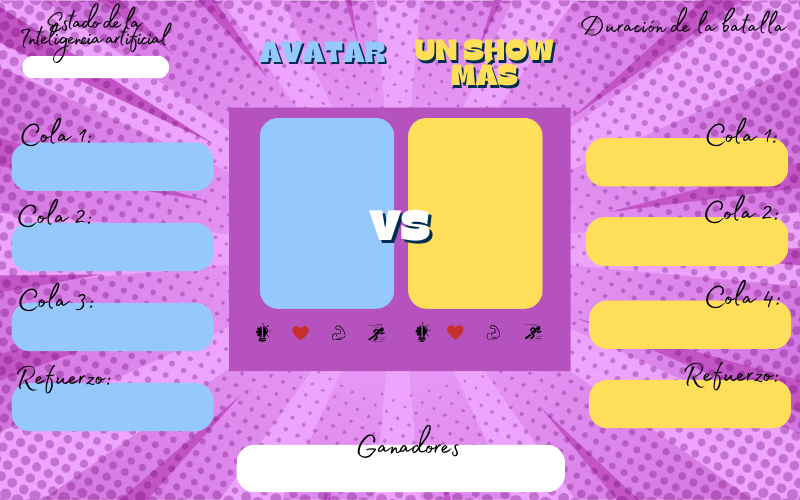 Estado de la
Inteligencia artificial
AVATAR
UN SHOW
MÁS
Duración de la batalla
Cola 1:
Cola 2:
Cola 3:
Refuerzo:
VS
Cola 1:
Cola 2:
Cola 4:
Refuerzo:
Ganadores